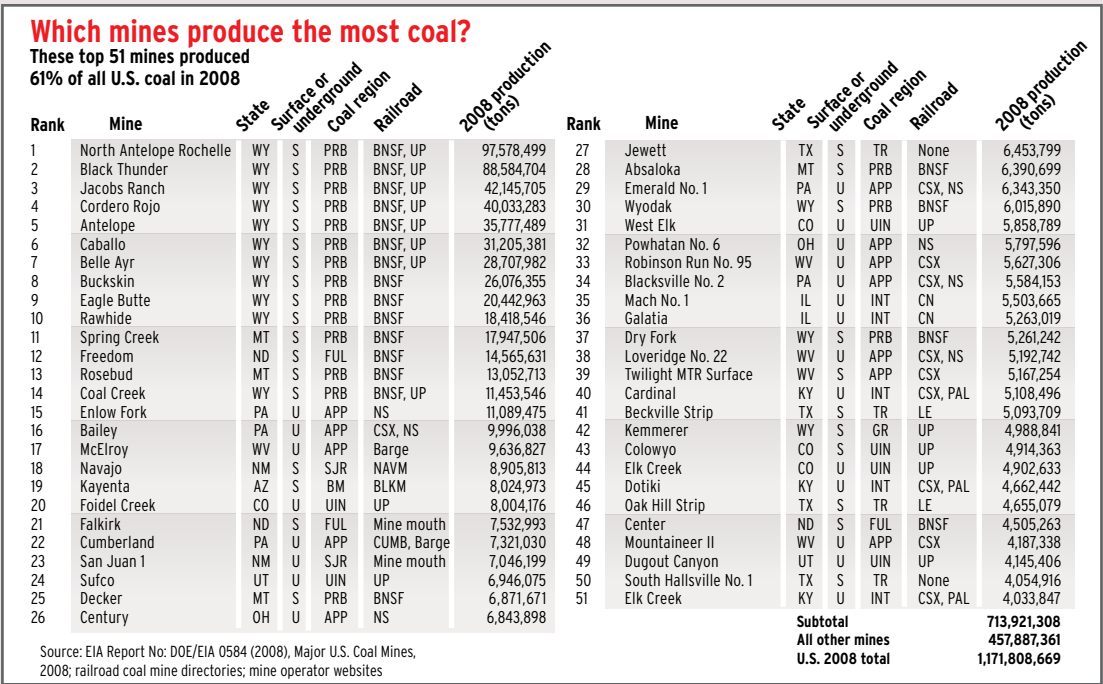 Which mines produce the most coal?
These top 51 mines produced
61% of all U.S. coal in 2008
Rank Mine State Surface or underground Coal region Railroad 2008 production (tons)
1 North Antelope Rochelle WY S PRB BNSF, UP 97,578,499
2 Black Thunder WY S PRB BNSF, UP 88,584,704
3 Jacobs Ranch WY S PRB BNSF, UP 42,145,705
4 Cordero Rojo WY S PRB BNSF, UP 40,033,283
5 Antelope WY S PRB BNSF, UP 35,777,489
6 Caballo WY S PRB BNSF, UP 31,205,381
7 Belle Ayr WY S PRB BNSF, UP 28,707,982
8 Buckskin WY S PRB BNSF 26,076,355
9 Eagle Butte WY S PRB BNSF 20,442,963
10 Rawhide WY S PRB BNSF 18,418,546
11 Spring Creek MT S PRB BNSF 17,947,506
12 Freedom ND S FUL BNSF 14,565,631
13 Rosebud MT S PRB BNSF 13,052,713
14 Coal Creek WY S PRB BNSF, UP 11,453,546
15 Enlow Fork PA U APP NS 11,089,475
16 Bailey PA U APP CSX, NS 9,996,038
17 McElroy WV U APP Barge 9,636,827
18 Navajo NM S SJR NAVM 8,905,813
19 Kayenta AZ S BM BLKM 8,024,973
20 Foidel Creek CO U UIN UP 8,004,176
21 Falkirk ND S FUL Mine mouth 7,532,993
22 Cumberland PA U APP CUMB, Barge 7,321,030
23 San Juan 1 NM U SJR Mine mouth 7,046,199
24 Sufco UT U UIN UP 6,946,075
25 Decker MT S PRB BNSF 6,871,671
26 Century OH U APP NS 6,843,898
Source: EIA Report No: DOE/EIA 0584 (2008), Major U.S. Coal Mines,
2008; railroad coal mine directories; mine operator websites
Rank Mine State Surface or underground Coal region Railroad 2008 production (tons)
27 Jewett TX S TR None 6,453,799
28 Absaloka MT S PRB BNSF 6,390,699
29 Emerald No. 1 PA U APP CSX, NS 6,343,350
30 Wyodak WY S PRB BNSF 6,015,890
31 West Elk CO U UIN UP 5,858,789
32 Powhatan No. 6 OH U APP NS 5,797,596
33 Robinson Run No. 95 WV U APP CSX 5,627,306
34 Blacksville No. 2 PA U APP CSX, NS 5,584,153
35 Mach No. 1 IL U INT CN 5,503,665
36 Galatia IL U INT CN 5,263,019
37 Dry Fork WY S PRB BNSF 5,261,242
38 Loveridge No. 22 WV U APP CSX, NS 5,192,742
39 Twilight MTR Surface WV S APP CSX 5,167,254
40 Cardinal KY U INT CSX, PAL 5,108,496
41 Beckville Strip TX S TR LE 5,093,709
42 Kemmerer WY S GR UP 4,988,841
43 Colowyo CO S UIN UP 4,914,363
44 Elk Creek CO U UIN UP 4,902,633
45 Dotiki KY U INT CSX, PAL 4,662,442
46 Oak Hill Strip TX S TR LE 4,655,079
47 Center ND S FUL BNSF 4,505,263
48 Mountaineer II WV U APP CSX 4,187,338
49 Dugout Canyon UT U UIN UP 4,145,406
50 South Hallsville No. 1 TX S TR None 4,054,916
51 Elk Creek KY U INT CSX, PAL 4,033,847
Subtotal 713,921,308
All other mines 457,887,361
U.S. 2008 total 1,171,808,669